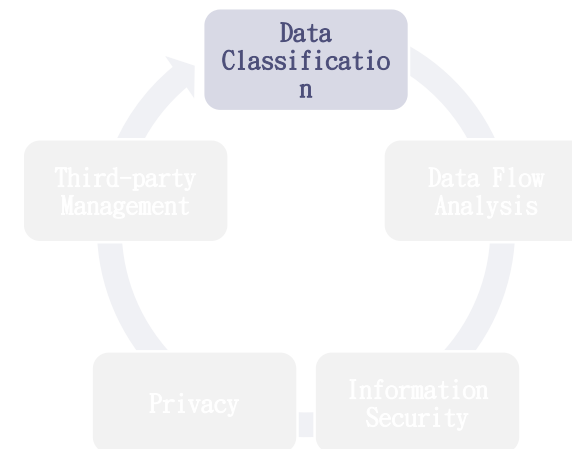 Data
Classificatio
n
Third-party
Management
Data Flow
Analysis
Privacy
Information
Security